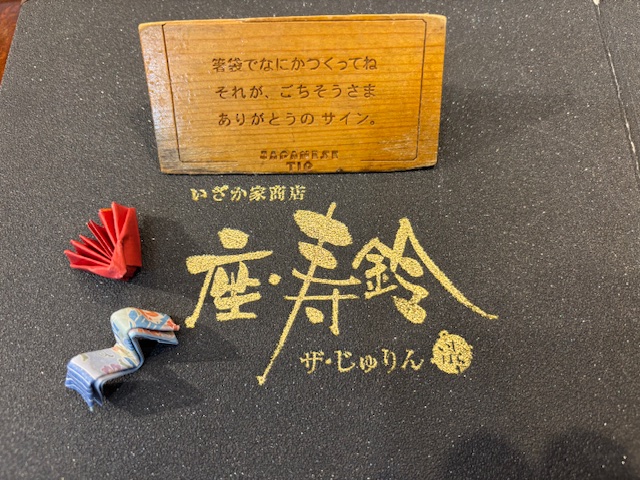 箸袋でなにかつくってね
それが、ごちそうさま
ありがとうの サイン。
JAPANESE
TIP
いざか家商店
座・寿鈴
ザ・じゅりん